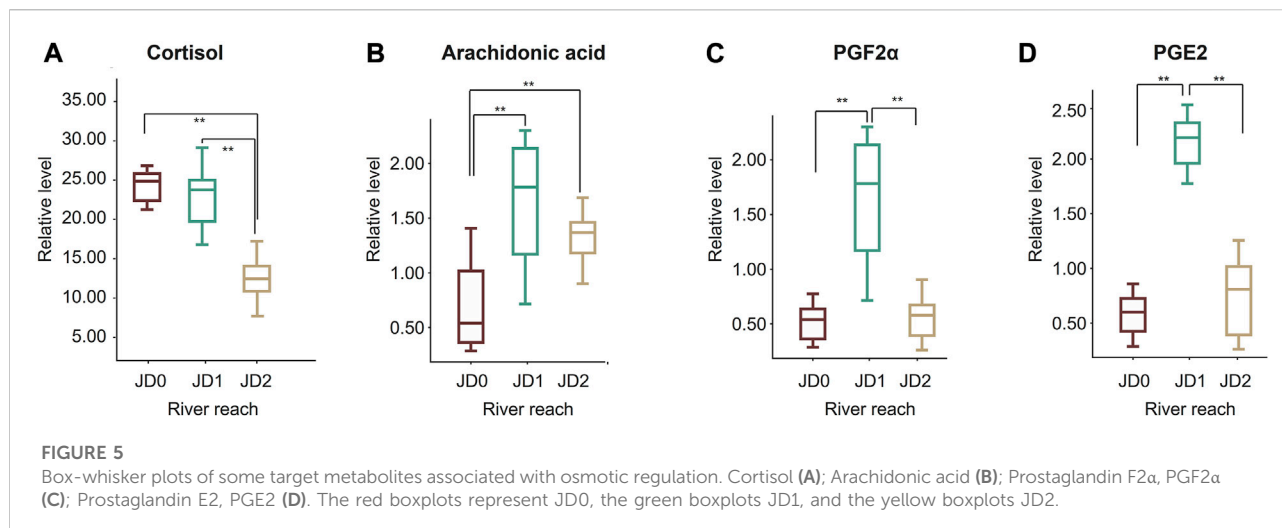 A
Cortisol
Relative level
35.00
30.00
25.00
20.00
15.00
10.00
5.00
**
**
JD0 JD1 JD2
River reach
B
Arachidonic acid
Relative level
2.00
1.50
1.00
0.50
**
**
JD0 JD1 JD2
River reach
C
PGF2α
Relative level
2.00
1.00
0.50
**
**
JD0 JD1 JD2
River reach
D
PGE2
Relative level
2.50
2.00
1.00
0.50
**
**
JD0 JD1 JD2
River reach
FIGURE 5
Box-whisker plots of some target metabolites associated with osmotic regulation. Cortisol (A); Arachidonic acid (B); Prostaglandin F2α, PGF2α
(C); Prostaglandin E2, PGE2 (D). The red boxplots represent JD0, the green boxplots JD1, and the yellow boxplots JD2.